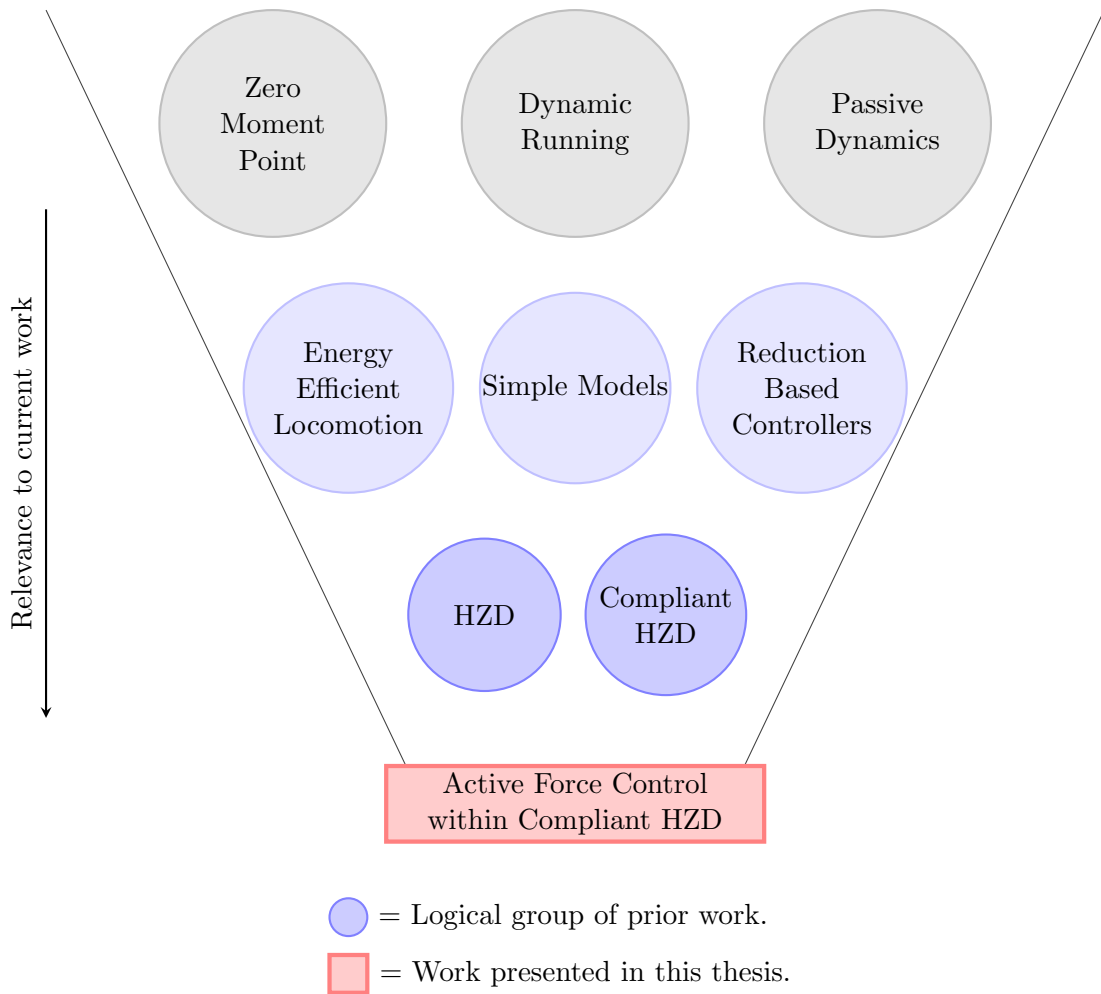 Zero
Moment
Point
Dynamic
Running
Passive
Dynamics
Relevance to current work
Energy
Efficient
Locomotion
Simple Models
Reduction
Based
Controllers
HZD
Compliant
HZD
Active Force Control
within Compliant HZD
= Logical group of prior work.
= Work presented in this thesis.